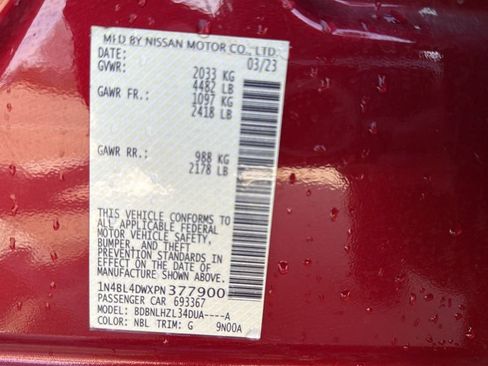 MFD BY NISSAN MOTOR CO., LTD.
DATE: 03/23
GVWR: 2033 KG
4482 LB
GAWR FR.: 1097 KG
2418 LB
GAWR RR.: 988 KG
2178 LB
THIS VEHICLE CONFORMS TO
ALL APPLICABLE FEDERAL
MOTOR VEHICLE SAFETY,
BUMPER, AND THEFT
PREVENTION STANDARDS
IN EFFECT ON THE DATE OF
MANUFACTURE SHOWN ABOVE.
1N4BL4DWXPN377900
PASSENGER CAR 693367
MODEL: BDBNLHZL34DUA----A
COLOR: NBL TRIM: G 9N00A